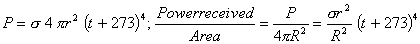 P = σ 4 πr² (t + 273)⁴; Powerreceived / Area = P / 4πR² = σr² / R² (t + 273)⁴